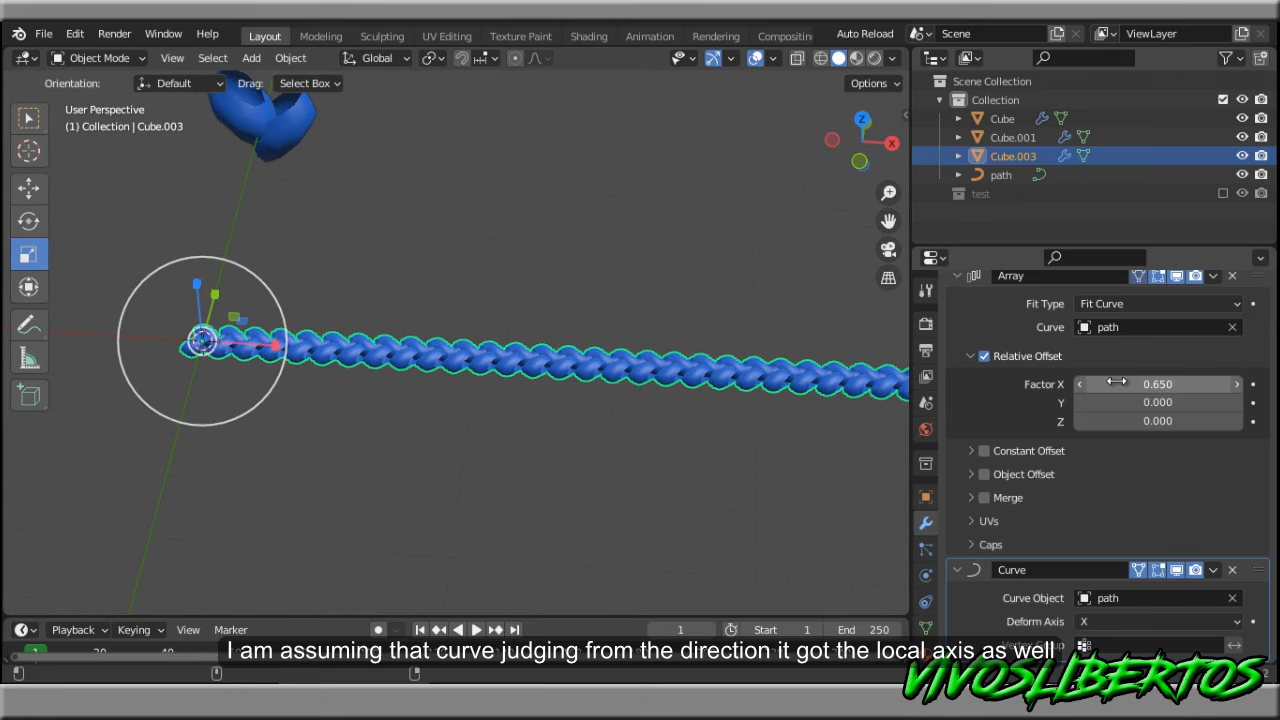 File Edit Render Window Help Layout Modeling Sculpting UV Editing Texture Paint Shading Animation Rendering Compositin Auto Reload Scene ViewLayer
Object Mode View Select Add Object Global
Orientation: Default Drag: Select Box Options
User Perspective
(1) Collection | Cube.003
Z
X
Scene Collection
Collection
Cube
Cube.001
Cube.003
path
test
Array
Fit Type Fit Curve
Curve path
Relative Offset
Factor X 0.650
Y 0.000
Z 0.000
Constant Offset
Object Offset
Merge
UVs
Caps
Curve
Curve Object path
Deform Axis X
Playback Keying View Marker 1 Start 1 End 250
I am assuming that curve judging from the direction it got the local axis as well
VIVOSLIBERTOS